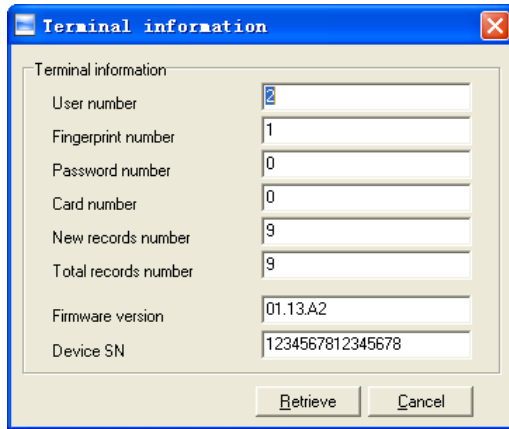 Terminal information
Terminal information
User number 2
Fingerprint number 1
Password number 0
Card number 0
New records number 9
Total records number 9
Firmware version 01.13.A2
Device SN 1234567812345678
Retrieve Cancel